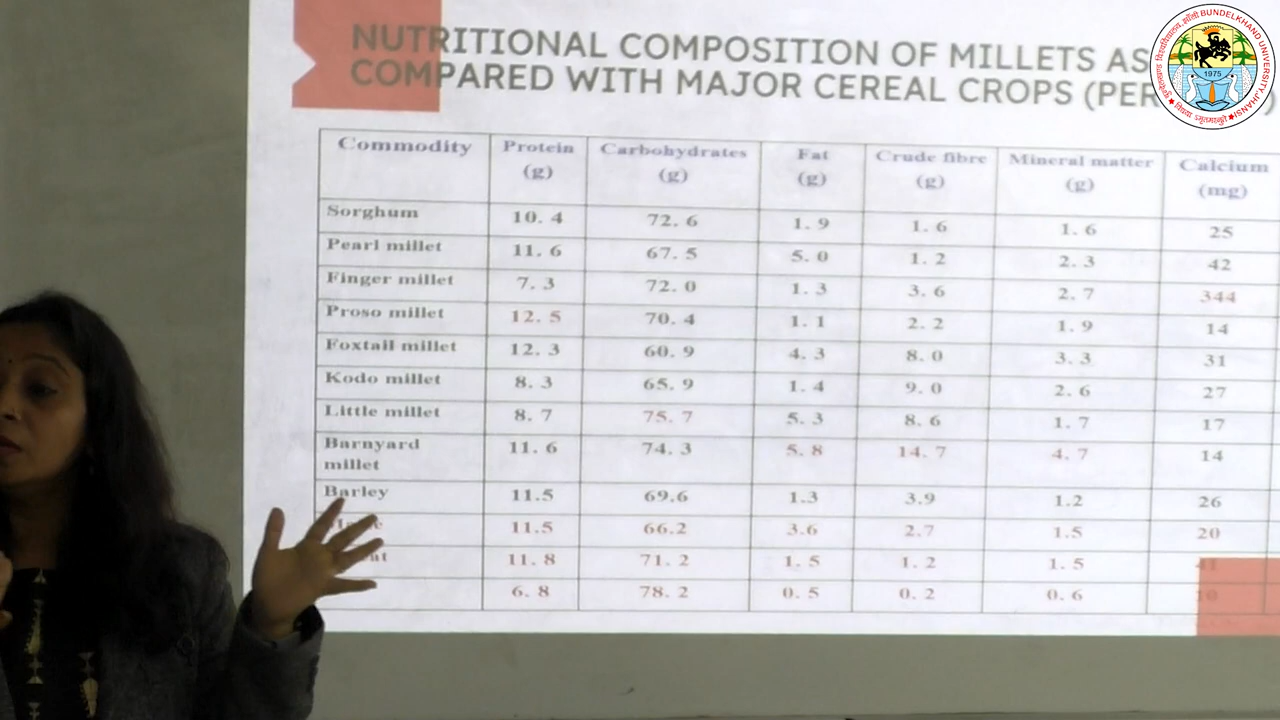 NUTRITIONAL COMPOSITION OF MILLETS AS
COMPARED WITH MAJOR CEREAL CROPS (PER
Commodity Protein (g) Carbohydrates (g) Fat (g) Crude fibre (g) Mineral matter (g) Calcium (mg)
Sorghum 10. 4 72. 6 1. 9 1. 6 1. 6 25
Pearl millet 11. 6 67. 5 5. 0 1. 2 2. 3 42
Finger millet 7. 3 72. 0 1. 3 3. 6 2. 7 344
Proso millet 12. 5 70. 4 1. 1 2. 2 1. 9 14
Foxtail millet 12. 3 60. 9 4. 3 8. 0 3. 3 31
Kodo millet 8. 3 65. 9 1. 4 9. 0 2. 6 27
Little millet 8. 7 75. 7 5. 3 8. 6 1. 7 17
Barnyard millet 11. 6 74. 3 5. 8 14. 7 4. 7 14
Barley 11.5 69.6 1.3 3.9 1.2 26
11.5 66.2 3.6 2.7 1.5 20
11. 8 71. 2 1. 5 1. 2 1. 5 41
6. 8 78. 2 0. 5 0. 2 0. 6 10
BUNDELKHAND UNIVERSITY, JHANSI
1975